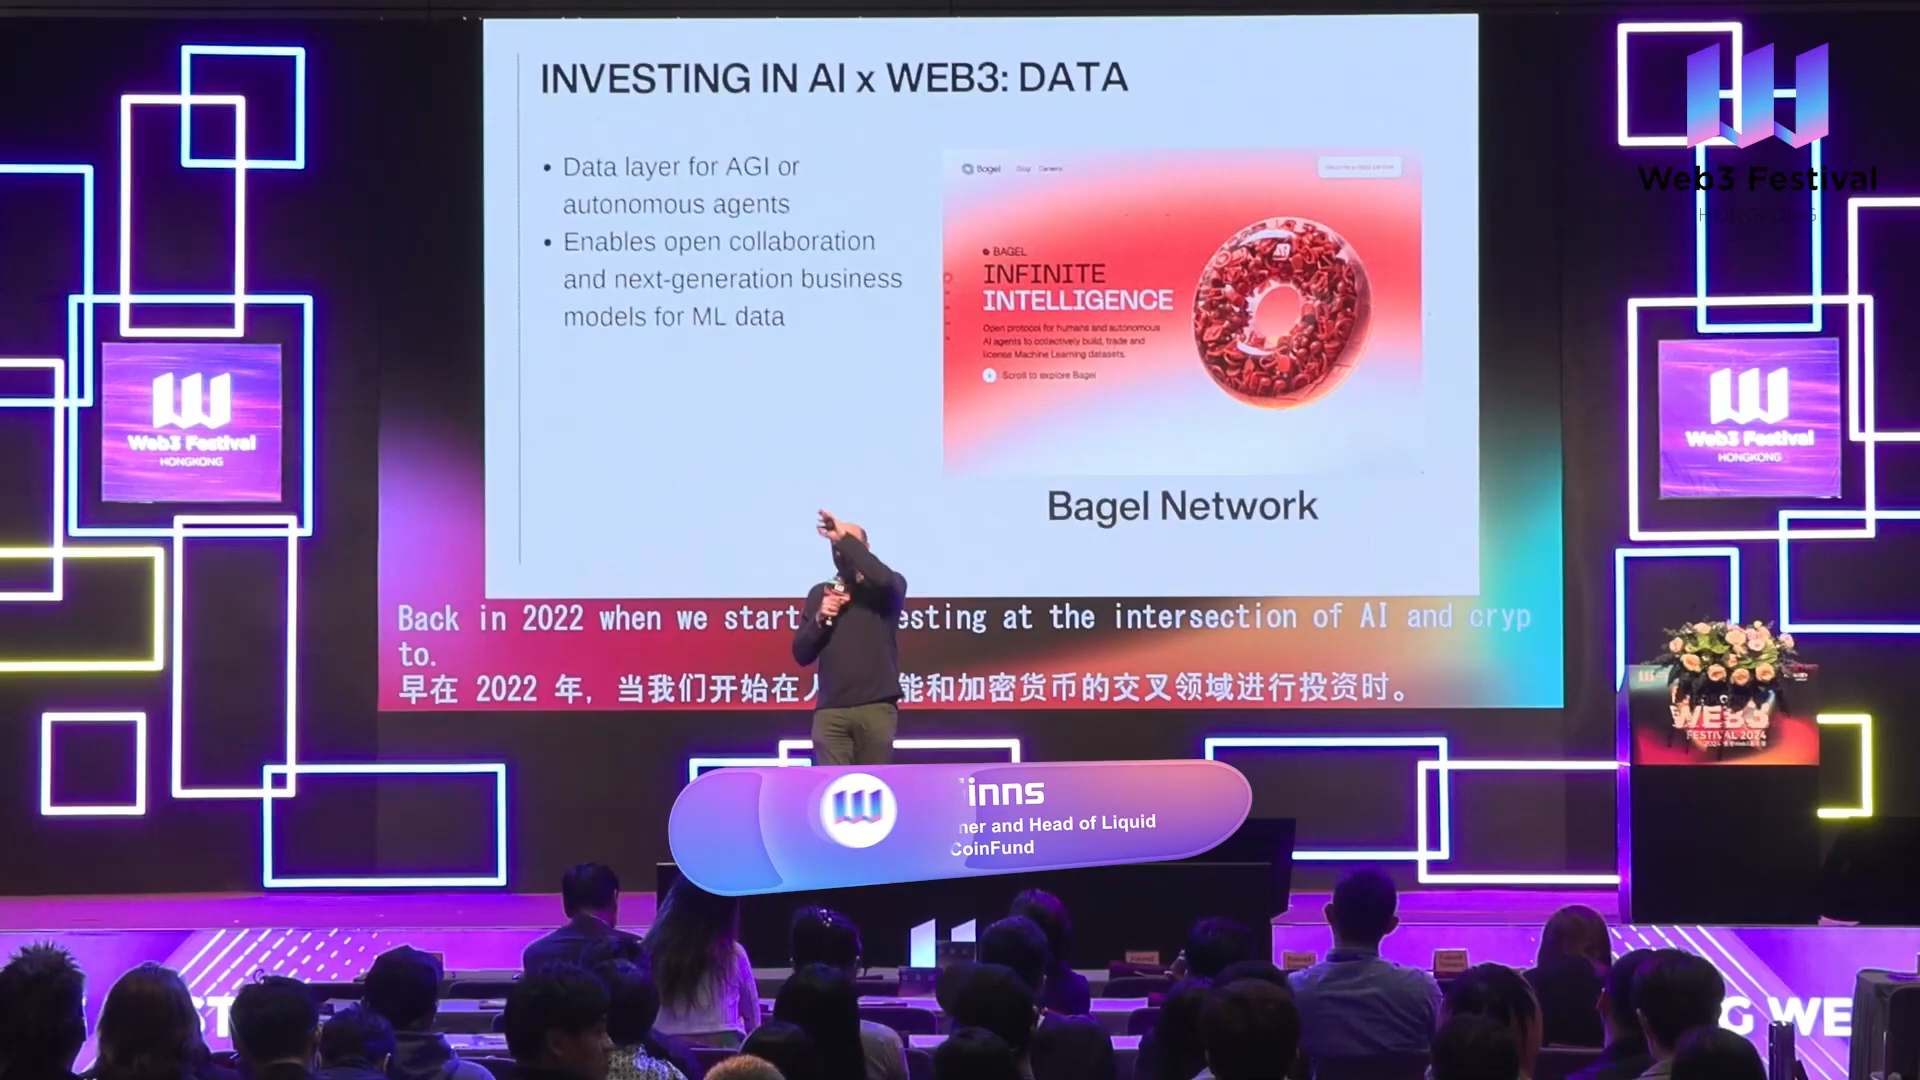 INVESTING IN AI x WEB3: DATA
• Data layer for AGI or
autonomous agents
• Enables open collaboration
and next-generation business
models for ML data
Bagel
Blog Careers
BAGEL
INFINITE
INTELLIGENCE
Open protocol for humans and autonomous
AI agents to collectively build, trade and
license Machine Learning datasets.
Scroll to explore Bagel
Bagel Network
Web3 Festival
HONGKONG
Web3 Festival
HONGKONG
Web3 Festival
HONGKONG
Back in 2022 when we start esting at the intersection of AI and cryp
to.
早在 2022 年，当我们开始在人 能和加密货币的交叉领域进行投资时。
WEB3
FESTIVAL 2024
inns
ner and Head of Liquid
CoinFund
ST
G WE